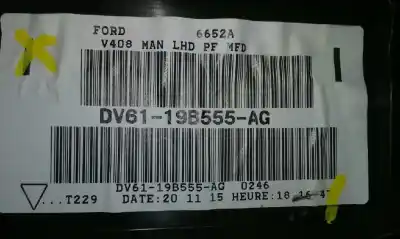 FORD 6652A
V408 MAN LHD PF MFD
DV61-19B555-AG
DV61-19B555-AG 0246
...T229 DATE:20 11 15 HEURE:18